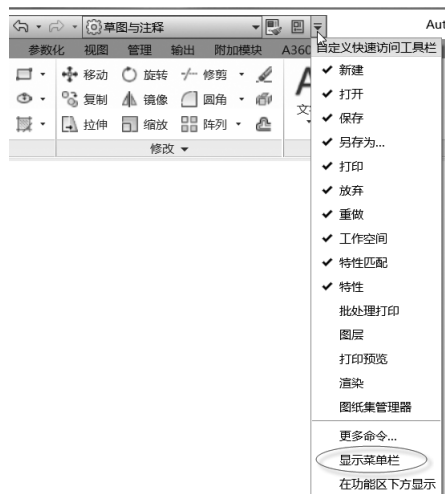 草图与注释
Aut
参数化 视图 管理 输出 附加模块 A360
移动 旋转 修剪
复制 镜像 圆角
拉伸 缩放 阵列
文
修改
自定义快速访问工具栏
新建
打开
保存
另存为...
打印
放弃
重做
工作空间
特性匹配
特性
批处理打印
图层
打印预览
渲染
图纸集管理器
更多命令...
显示菜单栏
在功能区下方显示